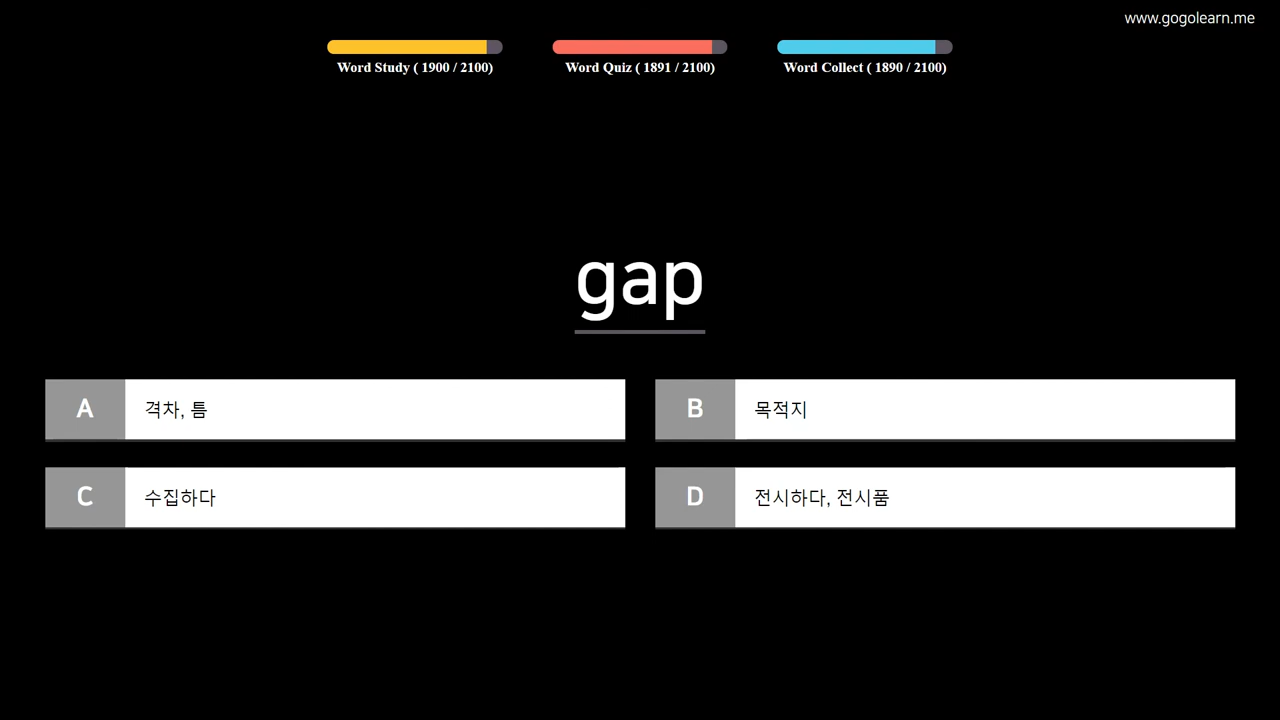 www.gogolearn.me
Word Study ( 1900 / 2100)
Word Quiz ( 1891 / 2100)
Word Collect ( 1890 / 2100)
gap
A 격차, 틈
B 목적지
C 수집하다
D 전시하다, 전시품